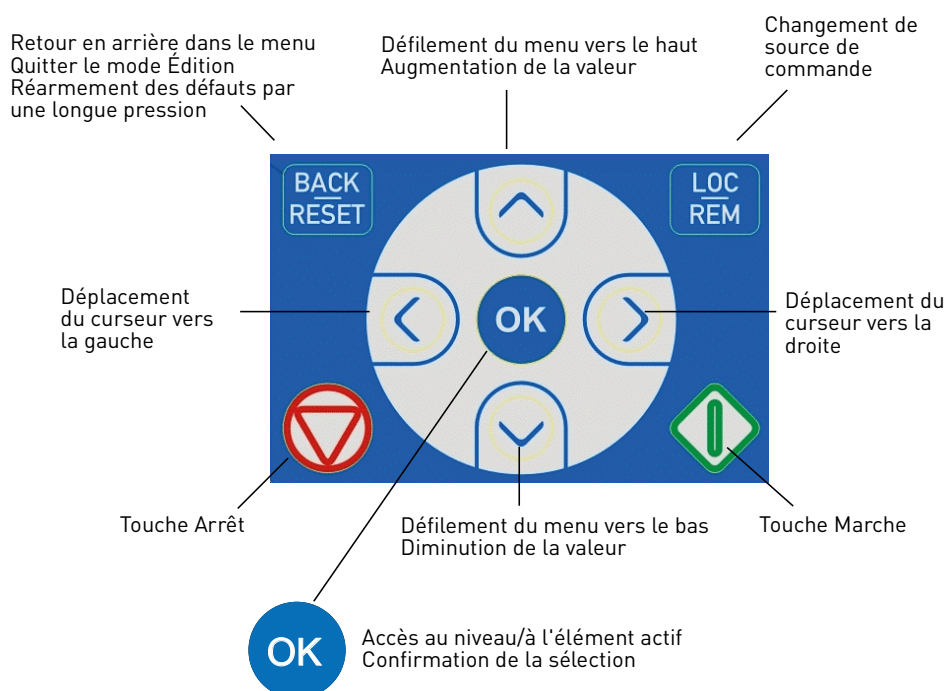 Retour en arrière dans le menu
Quitter le mode Édition
Réarmement des défauts par
une longue pression
Défilement du menu vers le haut
Augmentation de la valeur
Changement de
source de
commande
BACK
RESET
LOC
REM
Déplacement
du curseur vers
la gauche
OK
Déplacement du
curseur vers la
droite
Touche Arrêt
Défilement du menu vers le bas
Diminution de la valeur
Touche Marche
OK
Accès au niveau/à l'élément actif
Confirmation de la sélection